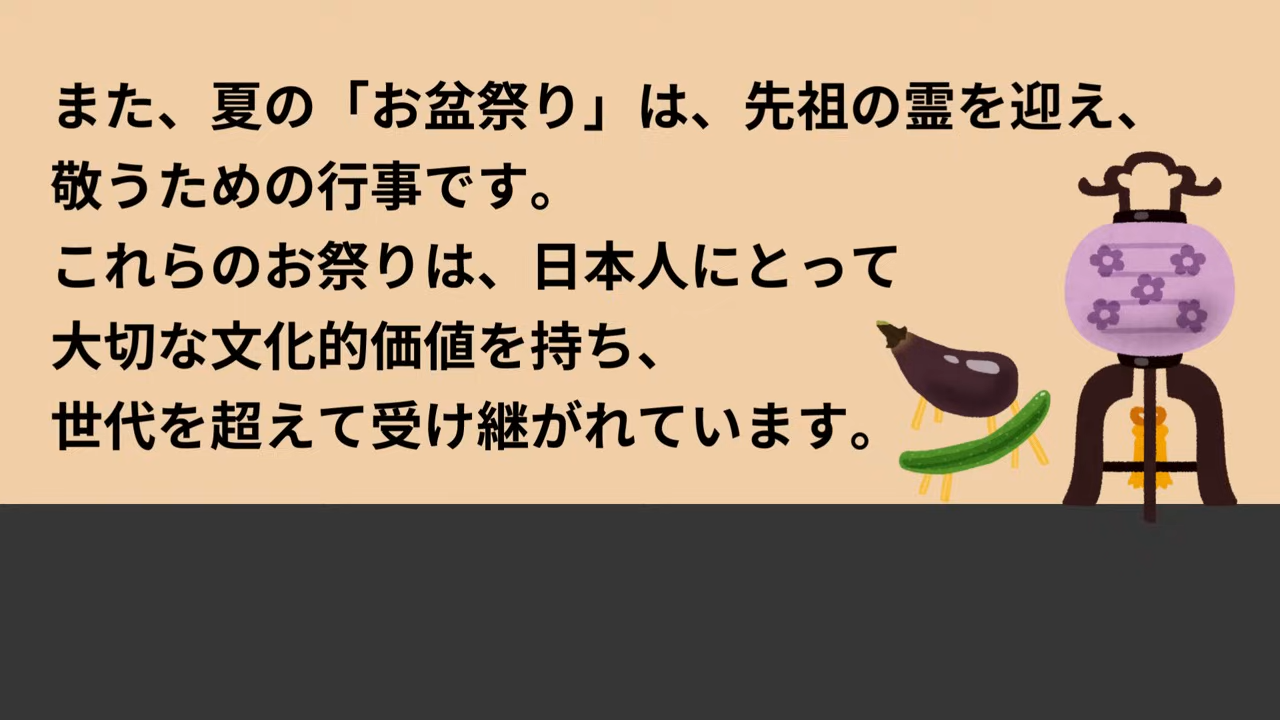 また、夏の「お盆祭り」は、先祖の霊を迎え、
敬うための行事です。
これらのお祭りは、日本人にとって
大切な文化的価値を持ち、
世代を超えて受け継がれています。